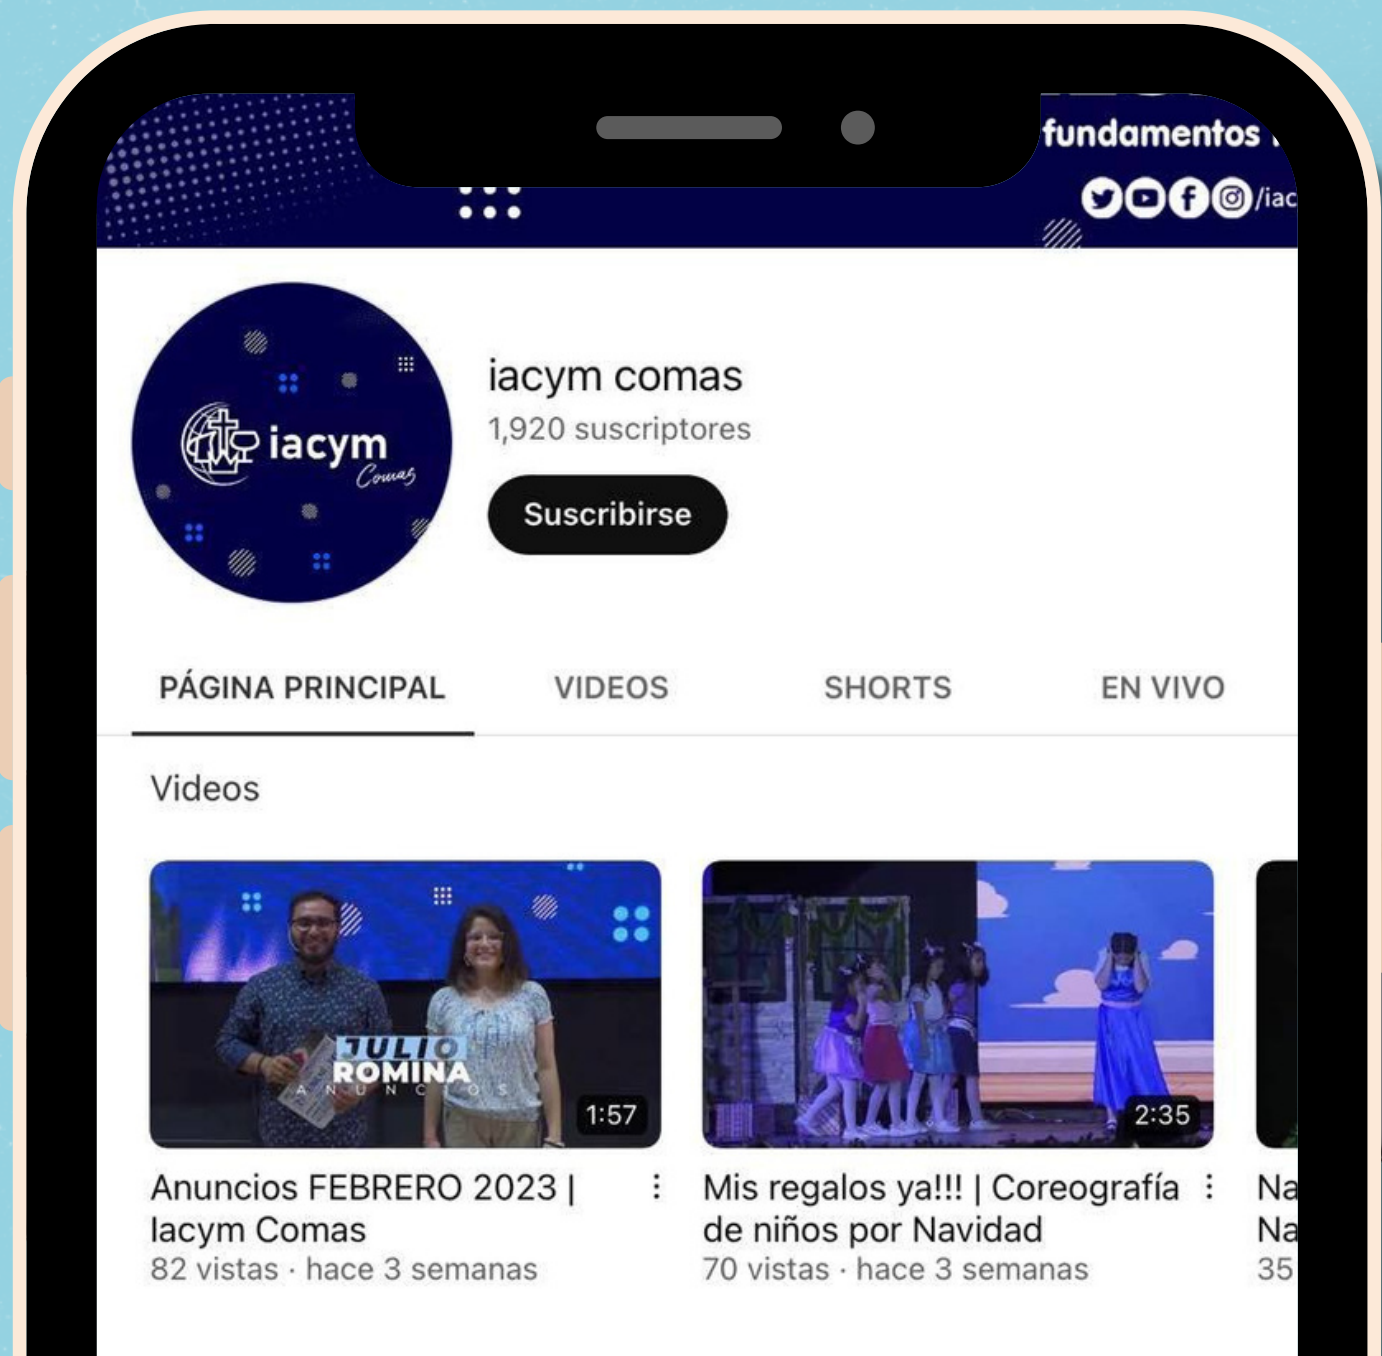 fundamentos
/iac
iacym
Comas
iacym comas
1,920 suscriptores
Suscribirse
PÁGINA PRINCIPAL
VIDEOS
SHORTS
EN VIVO
Videos
JULIO
ROMINA
ANUNCIOS
1:57
2:35
Anuncios FEBRERO 2023 |
Iacym Comas
82 vistas · hace 3 semanas
Mis regalos ya!!! | Coreografía
de niños por Navidad
70 vistas · hace 3 semanas
Na
Na
35